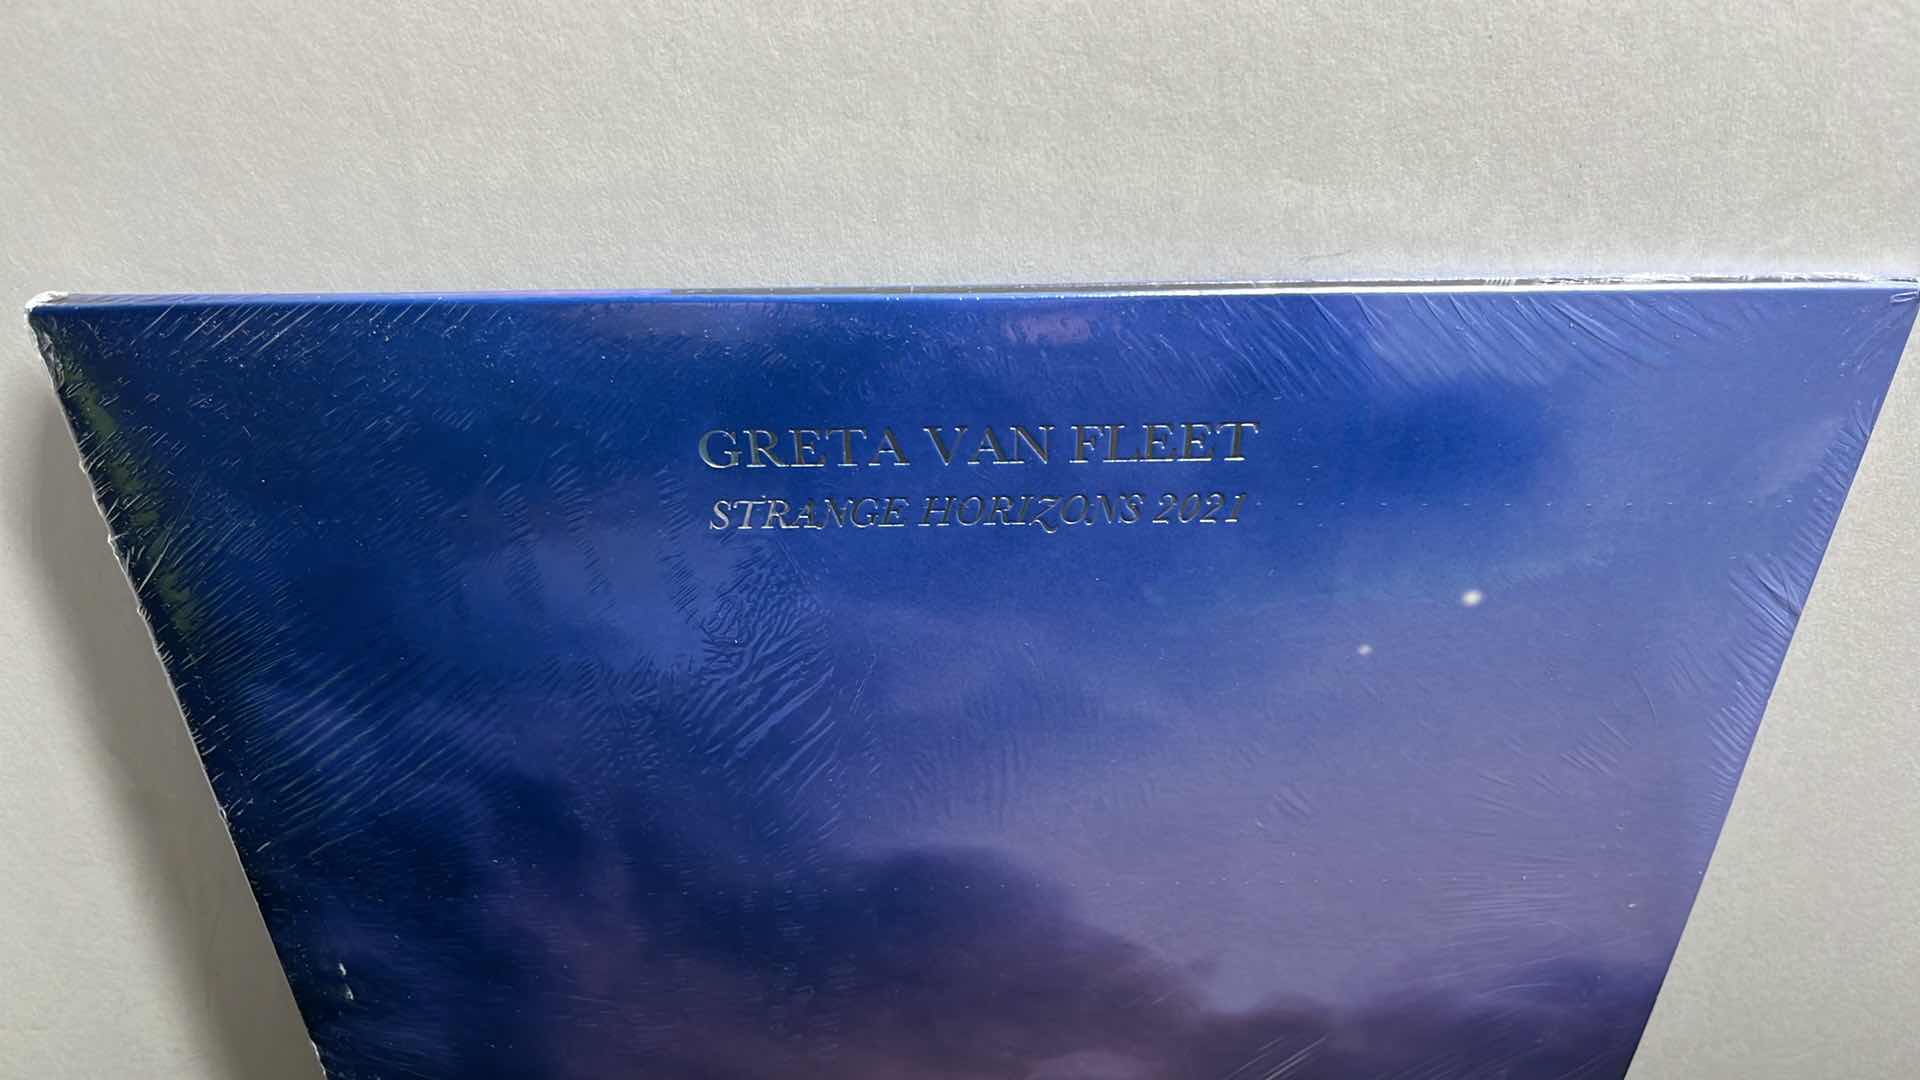 GRETA VAN FLEET
STRANGE HORIZONS 2021